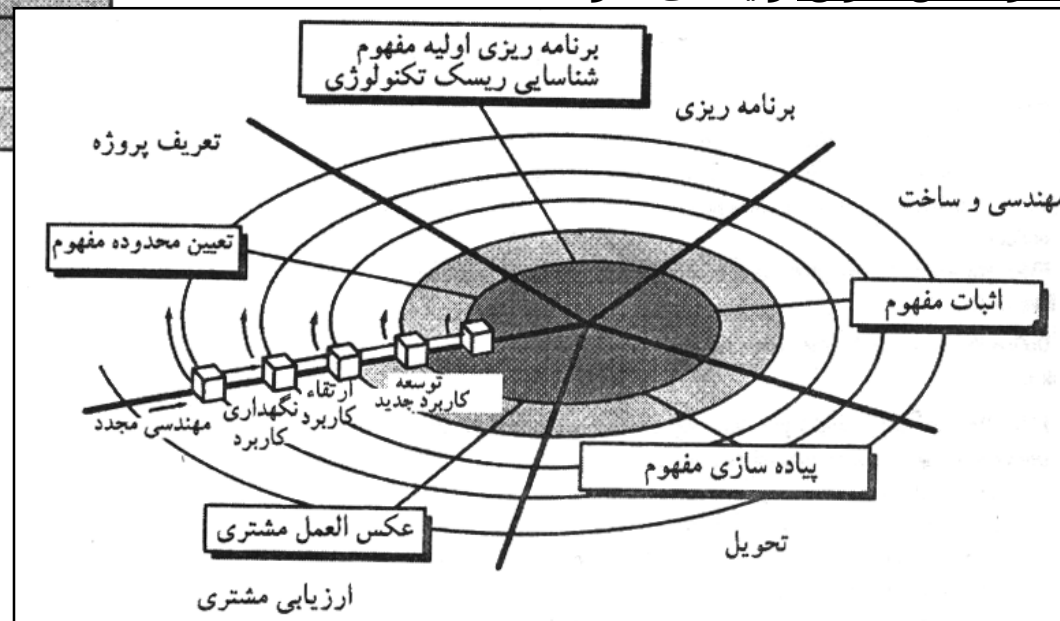 برنامه ریزی اولیه مفهوم
شناسایی ریسک تکنولوژی
برنامه ریزی
تعریف پروژه
مهندسی و ساخت
تعیین محدوده مفهوم
اثبات مفهوم
توسعه
کاربرد جدید
ارتقاء
کاربرد
نگهداری
کاربرد
مهندسی مجدد
پیاده سازی مفهوم
عکس العمل مشتری
تحویل
ارزیابی مشتری